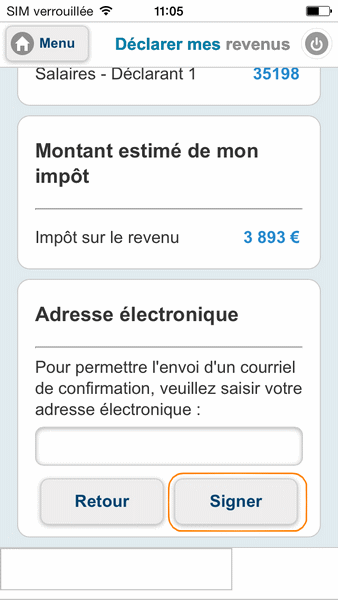 SIM verrouillée 11:05
Menu Déclarer mes revenus
Salaires - Déclarant 1 35198
Montant estimé de mon
impôt
Impôt sur le revenu 3 893 €
Adresse électronique
Pour permettre l'envoi d'un courriel
de confirmation, veuillez saisir votre
adresse électronique :
Retour Signer